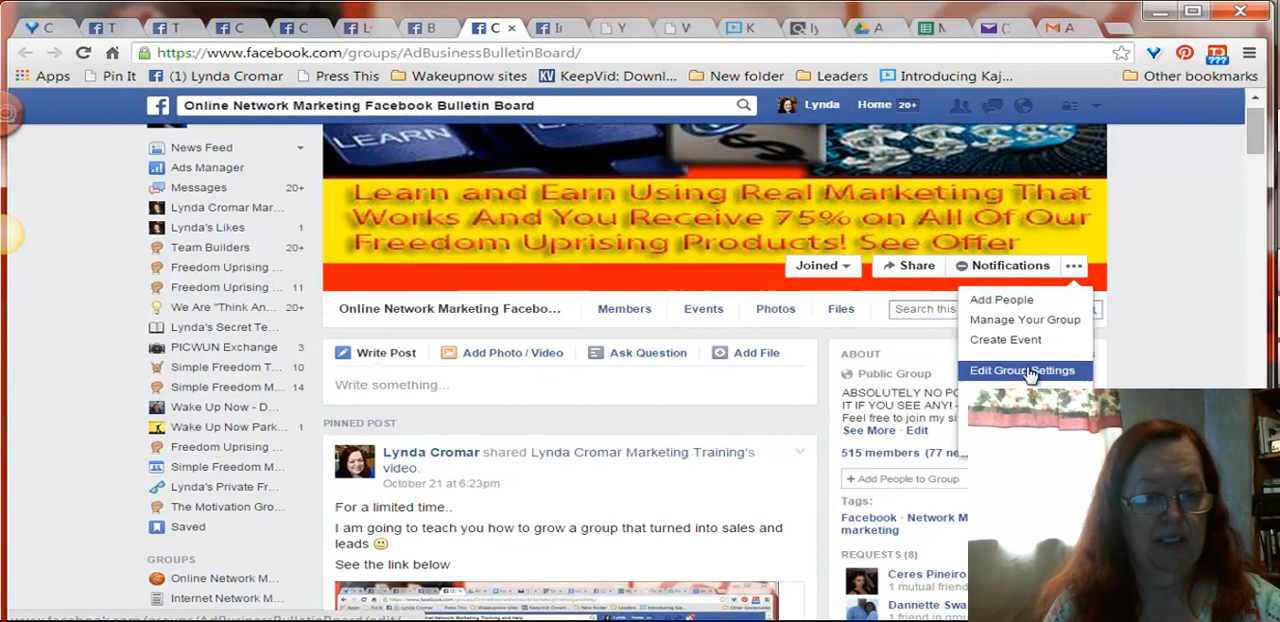 C f T f T f C f C f L f B f C × f I Y V K ly A M ( A
https://www.facebook.com/groups/AdBusinessBulletinBoard/
Apps Pin It (1) Lynda Cromar Press This Wakeupnow sites KV KeepVid: Downl... New folder Leaders Introducing Kaj... Other bookmarks
f Online Network Marketing Facebook Bulletin Board Lynda Home 20+
News Feed
Ads Manager
Messages 20+
Lynda Cromar Mar...
Lynda's Likes 1
Team Builders 20+
Freedom Uprising ...
Freedom Uprising ... 11
We Are "Think An... 20+
Lynda's Secret Te...
PICWUN Exchange 3
Simple Freedom T... 10
Simple Freedom M... 14
Wake Up Now - D...
Wake Up Now Park... 1
Freedom Uprising ...
Simple Freedom M...
Lynda's Private Fr...
The Motivation Gro...
Saved
GROUPS
Online Network M...
Internet Network M...
LEARN
Learn and Earn Using Real Marketing That
Works And You Receive 75% on All Of Our
Freedom Uprising Products! See Offer
Joined Share Notifications ...
Online Network Marketing Facebo... Members Events Photos Files Search this
Add People
Manage Your Group
Create Event
Edit Group Settings
Write Post Add Photo / Video Ask Question Add File
Write something...
PINNED POST
Lynda Cromar shared Lynda Cromar Marketing Training's
video.
October 21 at 6:23pm
For a limited time..
I am going to teach you how to grow a group that turned into sales and
leads
See the link below
ABOUT
Public Group
ABSOLUTELY NO PO
IT IF YOU SEE ANY! -
Feel free to join my si
See More · Edit
515 members (77 ne
+ Add People to Group
Tags:
Facebook · Network M
marketing
REQUESTS (8)
Ceres Pineiro
1 mutual friend
Dannette Swa
www.facebook.com/groups/AdBusinessBulletinBoard/edit/